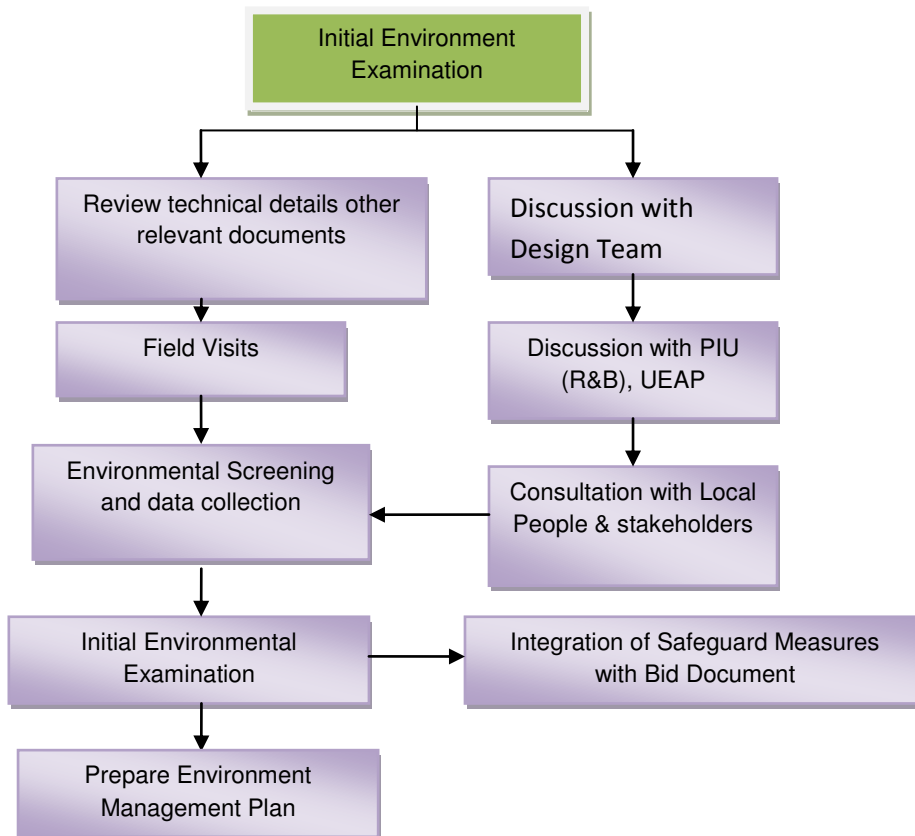 Initial Environment
Examination
Review technical details other
relevant documents
Discussion with
Design Team
Field Visits
Discussion with PIU
(R&B), UEAP
Environmental Screening
and data collection
Consultation with Local
People & stakeholders
Initial Environmental
Examination
Integration of Safeguard Measures
with Bid Document
Prepare Environment
Management Plan